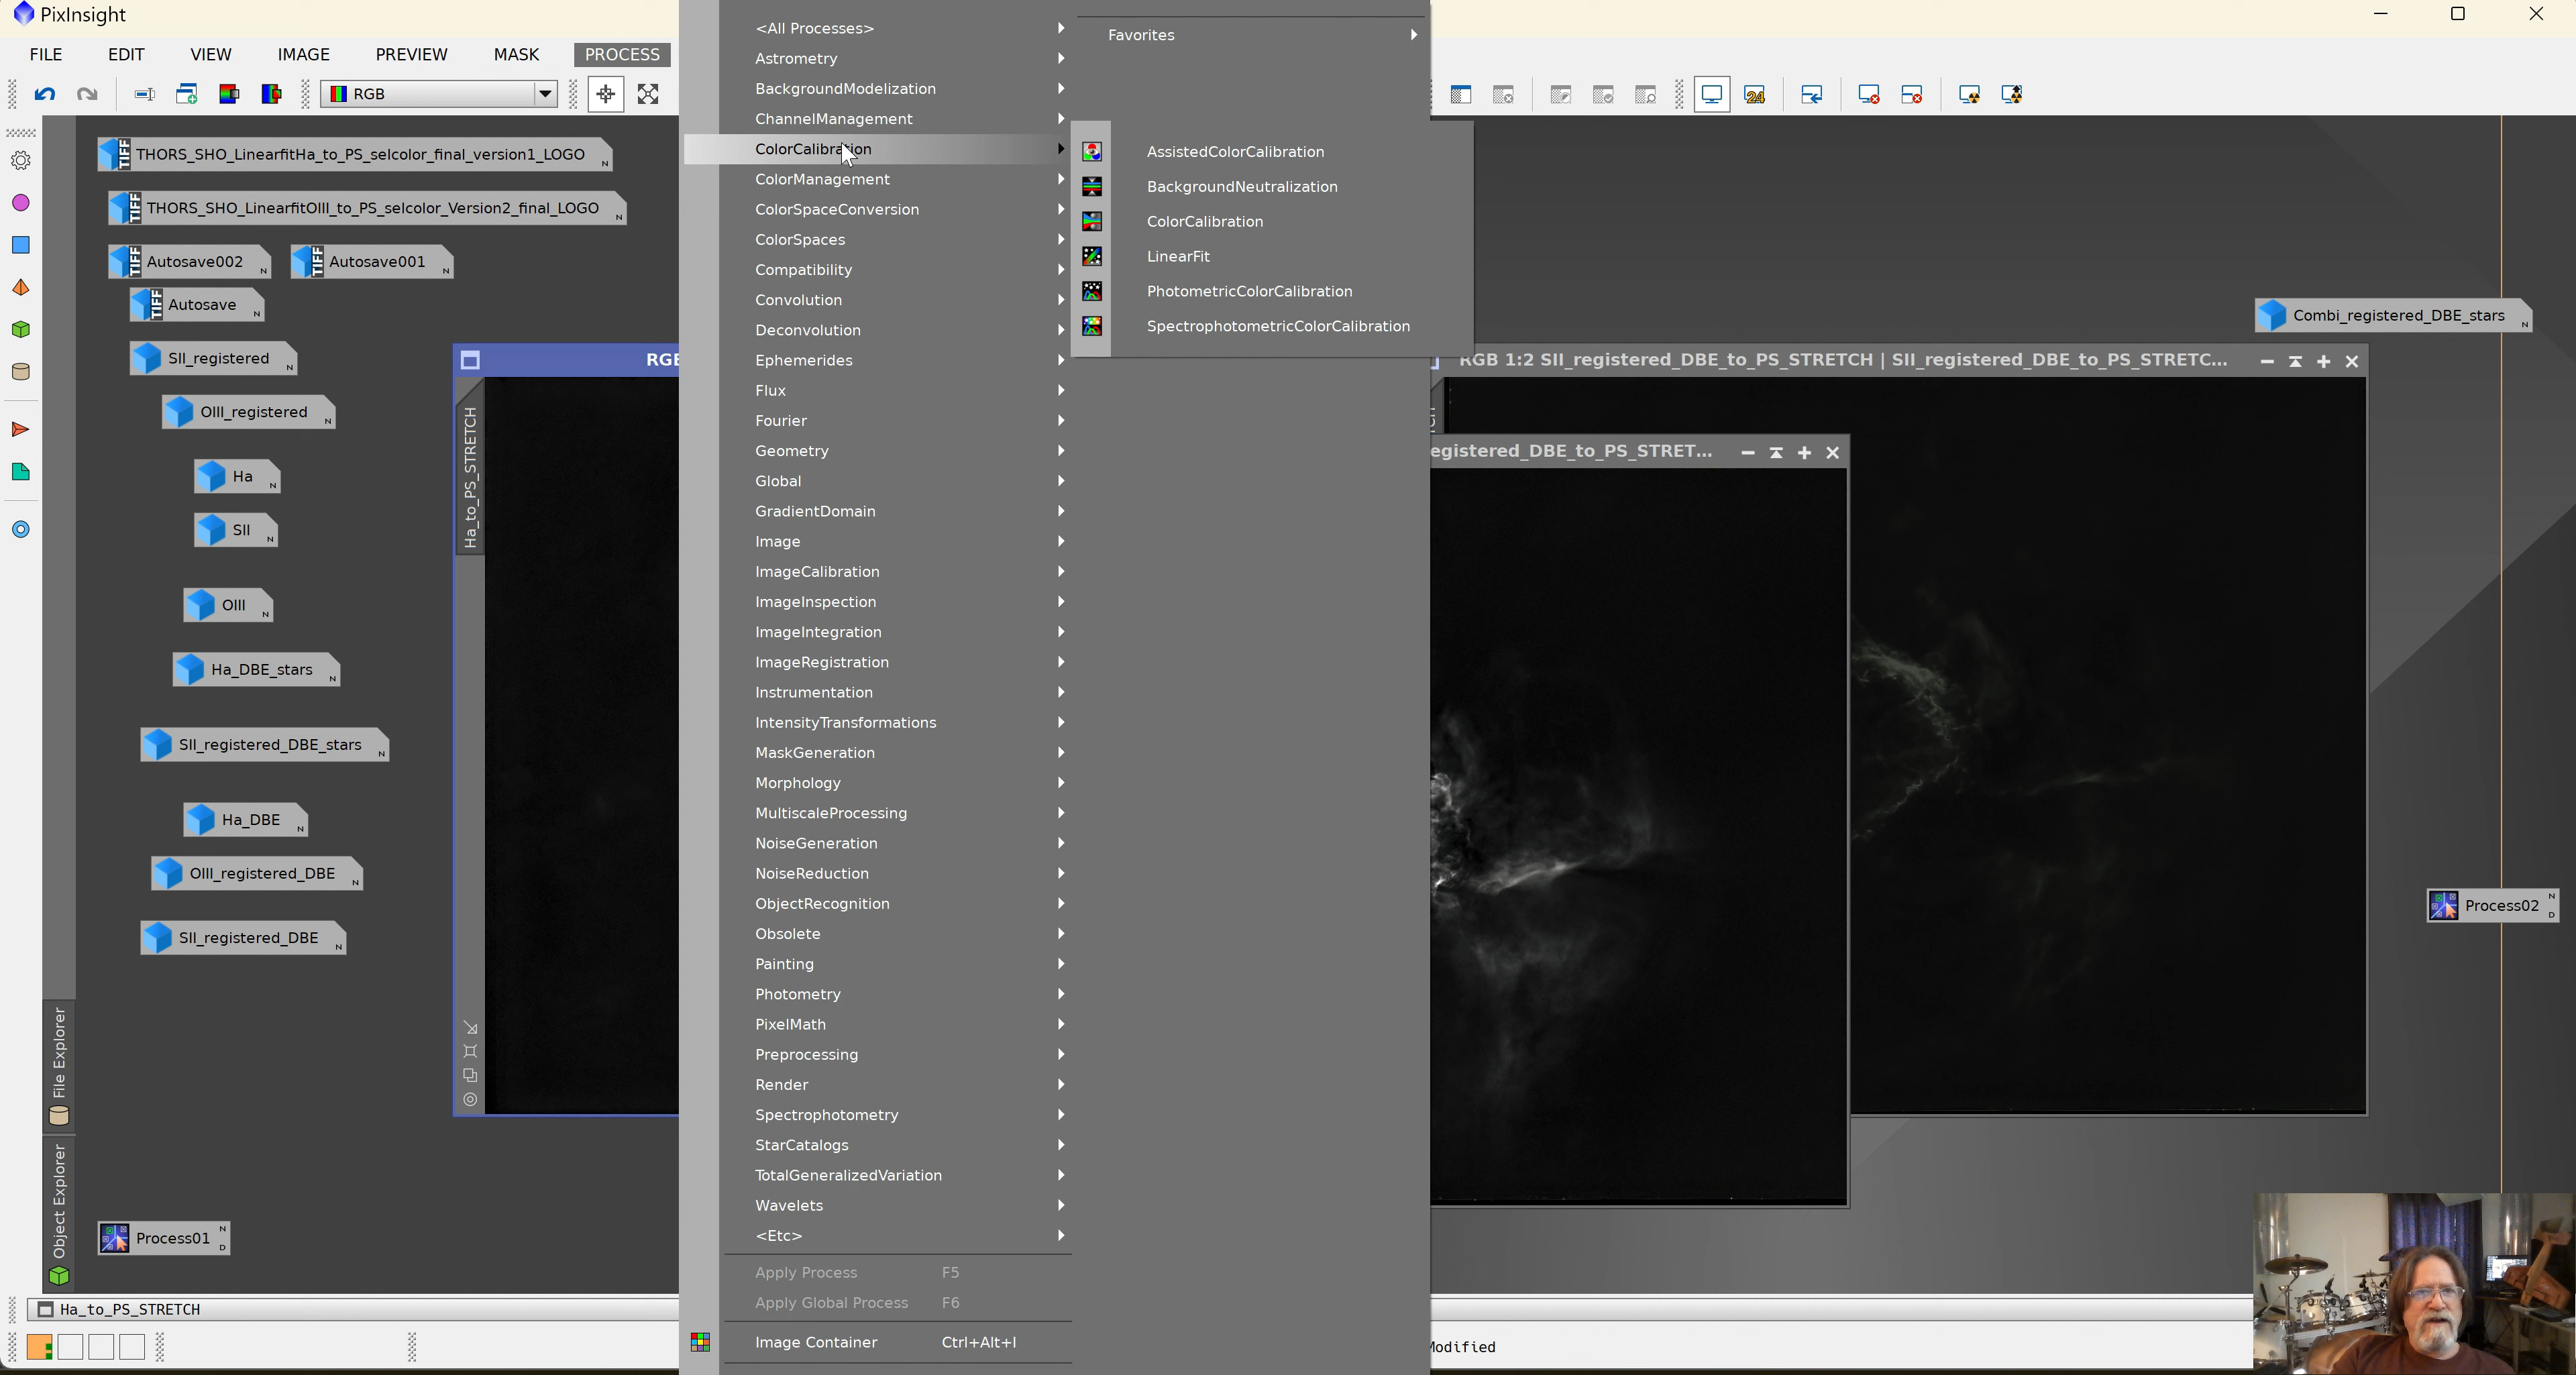 PixInsight
FILE EDIT VIEW IMAGE PREVIEW MASK PROCESS
RGB
24
THORS_SHO_LinearfitHa_to_PS_selcolor_final_version1_LOGO
THORS_SHO_LinearfitOIII_to_PS_selcolor_Version2_final_LOGO
Autosave002
Autosave001
Autosave
SII_registered
OIII_registered
Ha
SII
OIII
Ha_DBE_stars
SII_registered_DBE_stars
Ha_DBE
OIII_registered_DBE
SII_registered_DBE
Process01
File Explorer
Object Explorer
Ha_to_PS_STRETCH
<All Processes>
Astrometry
BackgroundModelization
ChannelManagement
ColorCalibration
ColorManagement
ColorSpaceConversion
ColorSpaces
Compatibility
Convolution
Deconvolution
Ephemerides
Flux
Fourier
Geometry
Global
GradientDomain
Image
ImageCalibration
ImageInspection
ImageIntegration
ImageRegistration
Instrumentation
IntensityTransformations
MaskGeneration
Morphology
MultiscaleProcessing
NoiseGeneration
NoiseReduction
ObjectRecognition
Obsolete
Painting
Photometry
PixelMath
Preprocessing
Render
Spectrophotometry
StarCatalogs
TotalGeneralizedVariation
Wavelets
<Etc>
Apply Process F5
Apply Global Process F6
Image Container Ctrl+Alt+I
Favorites
AssistedColorCalibration
BackgroundNeutralization
ColorCalibration
LinearFit
PhotometricColorCalibration
SpectrophotometricColorCalibration
RGB
Ha_to_PS_STRETCH
RGB 1:2 SII_registered_DBE_to_PS_STRETCH | SII_registered_DBE_to_PS_STRETC...
egistered_DBE_to_PS_STRET...
Combi_registered_DBE_stars
Process02
Modified